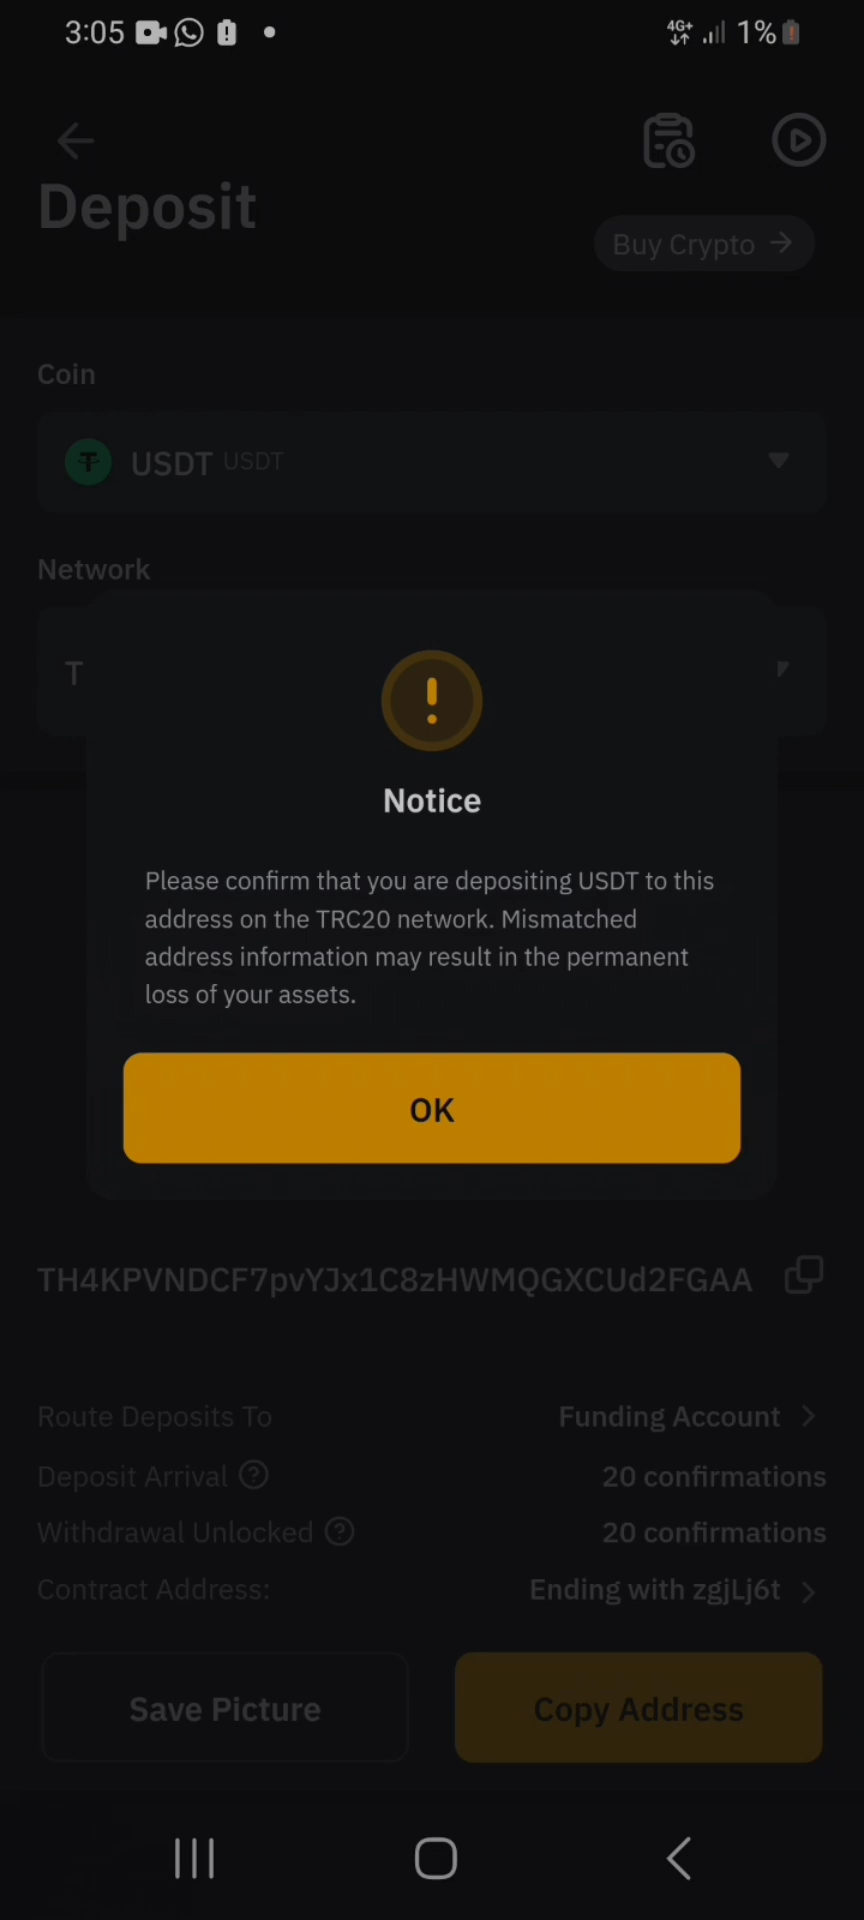 3:05
4G+
1%
Deposit
Buy Crypto
Coin
USDT USDT
Network
T
Notice
Please confirm that you are depositing USDT to this
address on the TRC20 network. Mismatched
address information may result in the permanent
loss of your assets.
OK
TH4KPVNDCF7pvYJx1C8zHWMQGXCUd2FGAA
Route Deposits To
Funding Account
Deposit Arrival
20 confirmations
Withdrawal Unlocked
20 confirmations
Contract Address:
Ending with zgjLj6t
Save Picture
Copy Address